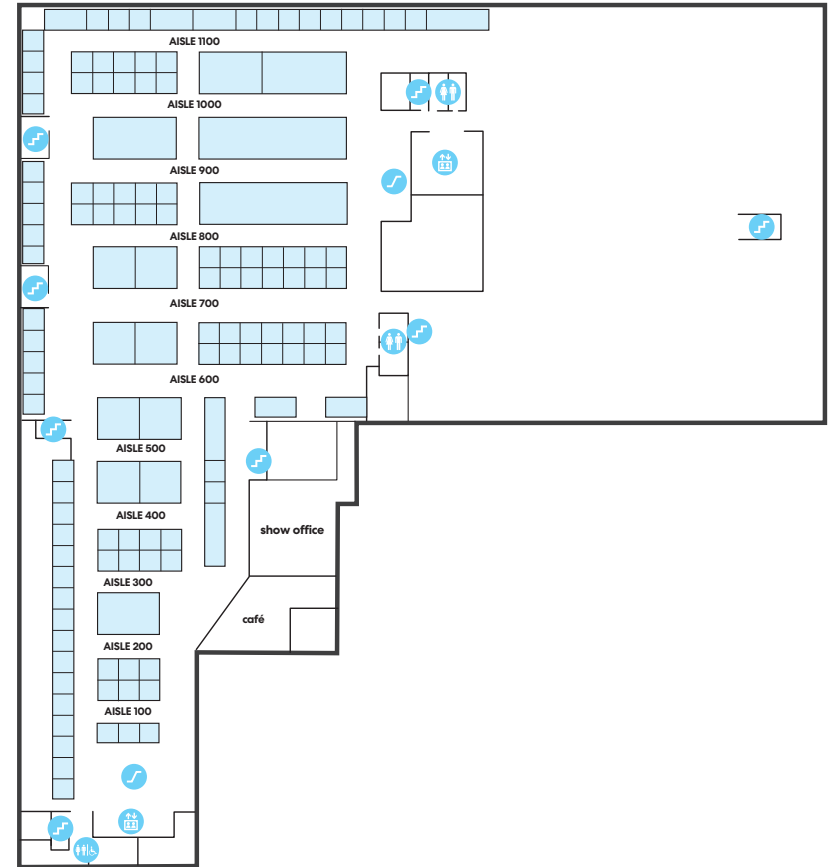 AISLE 1100
AISLE 1000
AISLE 900
AISLE 800
AISLE 700
AISLE 600
AISLE 500
AISLE 400
show office
AISLE 300
café
AISLE 200
AISLE 100